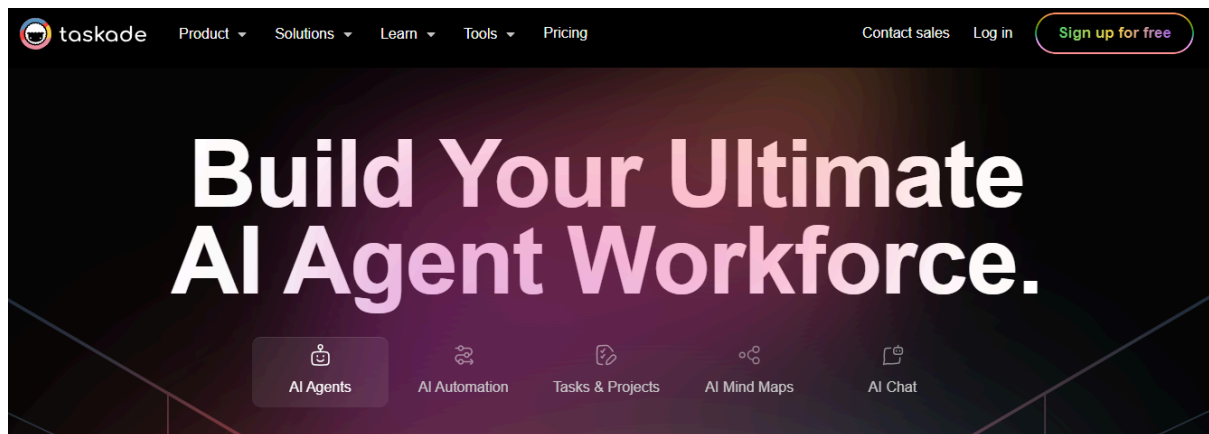 taskade Product Solutions Learn Tools Pricing Contact sales Log in Sign up for free
Build Your Ultimate
AI Agent Workforce.
AI Agents AI Automation Tasks & Projects AI Mind Maps AI Chat